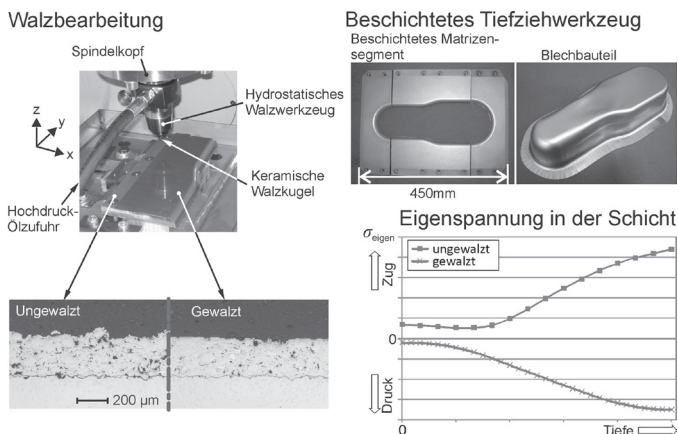 Walzbearbeitung
Spindelkopf
Hydrostatisches
Walzwerkzeug
z
y
x
Keramische
Walzkugel
Hochdruck-
Ölzufuhr
Ungewalzt
Gewalzt
200 µm
Beschichtetes Tiefziehwerkzeug
Beschichtetes Matrizen-
segment
Blechbauteil
450mm
Eigenspannung in der Schicht
σeigen
ungewalzt
gewalzt
Zug
0
Druck
0
Tiefe